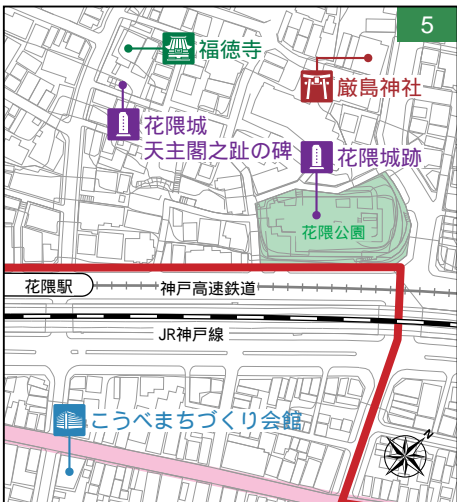 5
福徳寺
厳島神社
花隈城
天主閣之趾の碑
花隈城跡
花隈公園
花隈駅
神戸高速鉄道
JR神戸線
こうべまちづくり会館
N